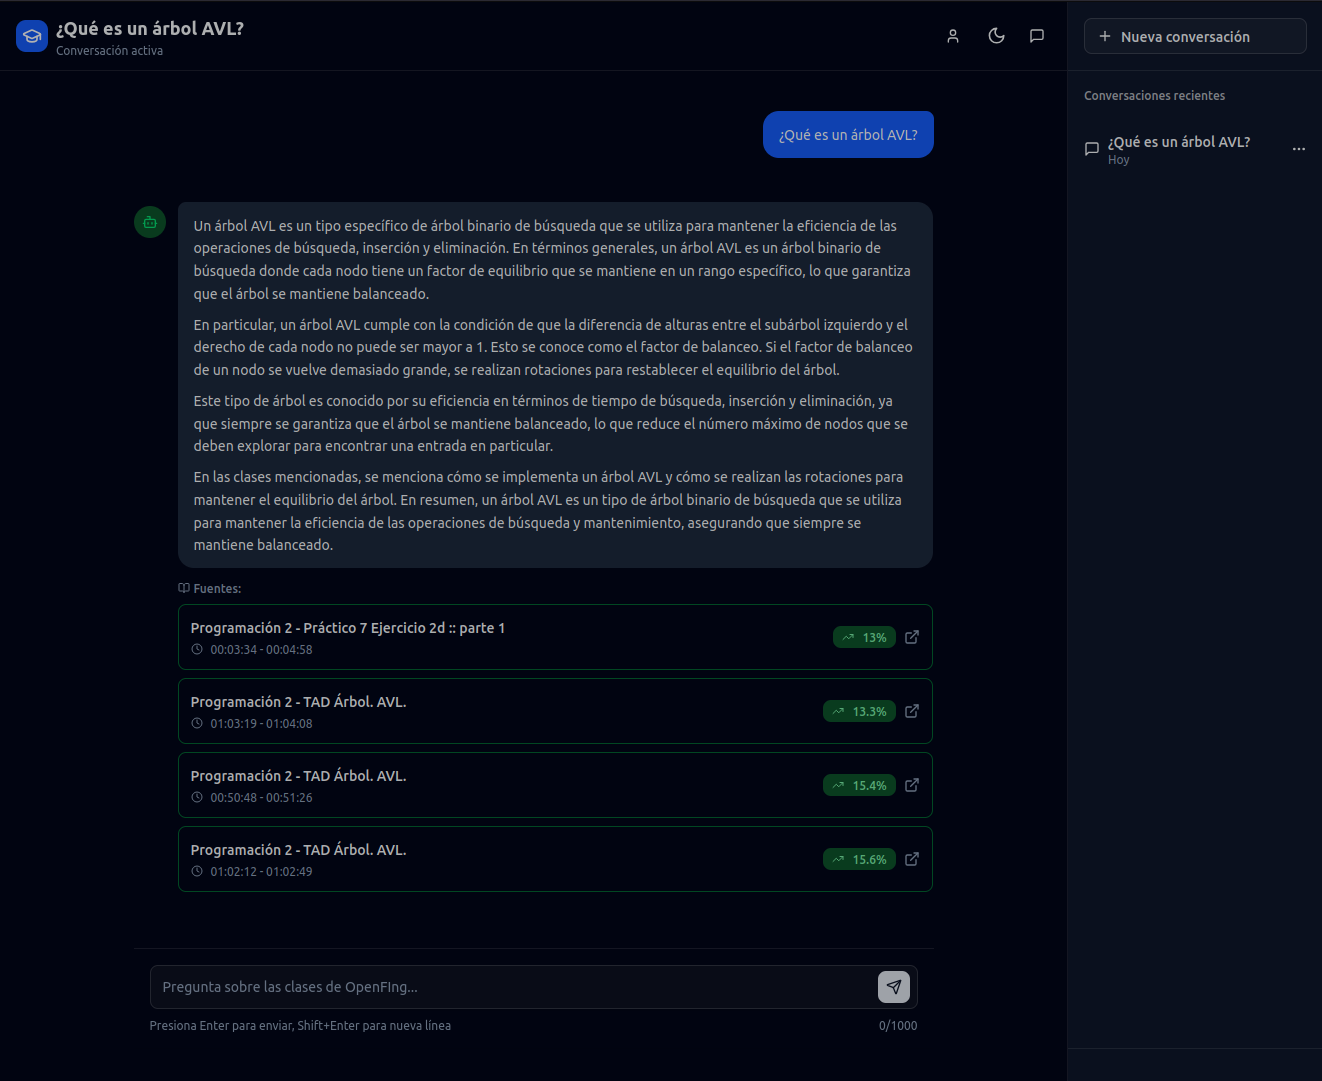 ¿Qué es un árbol AVL?
Conversación activa
Nueva conversación
Conversaciones recientes
¿Qué es un árbol AVL?
Hoy
¿Qué es un árbol AVL?
Un árbol AVL es un tipo específico de árbol binario de búsqueda que se utiliza para mantener la eficiencia de las
operaciones de búsqueda, inserción y eliminación. En términos generales, un árbol AVL es un árbol binario de
búsqueda donde cada nodo tiene un factor de equilibrio que se mantiene en un rango específico, lo que garantiza
que el árbol se mantiene balanceado.
En particular, un árbol AVL cumple con la condición de que la diferencia de alturas entre el subárbol izquierdo y el
derecho de cada nodo no puede ser mayor a 1. Esto se conoce como el factor de balanceo. Si el factor de balanceo
de un nodo se vuelve demasiado grande, se realizan rotaciones para restablecer el equilibrio del árbol.
Este tipo de árbol es conocido por su eficiencia en términos de tiempo de búsqueda, inserción y eliminación, ya
que siempre se garantiza que el árbol se mantiene balanceado, lo que reduce el número máximo de nodos que se
deben explorar para encontrar una entrada en particular.
En las clases mencionadas, se menciona cómo se implementa un árbol AVL y cómo se realizan las rotaciones para
mantener el equilibrio del árbol. En resumen, un árbol AVL es un tipo de árbol binario de búsqueda que se utiliza
para mantener la eficiencia de las operaciones de búsqueda y mantenimiento, asegurando que siempre se
mantiene balanceado.
Fuentes:
Programación 2 - Práctico 7 Ejercicio 2d :: parte 1
00:03:34 - 00:04:58
13%
Programación 2 - TAD Árbol. AVL.
01:03:19 - 01:04:08
13.3%
Programación 2 - TAD Árbol. AVL.
00:50:48 - 00:51:26
15.4%
Programación 2 - TAD Árbol. AVL.
01:02:12 - 01:02:49
15.6%
Pregunta sobre las clases de OpenFIng...
Presiona Enter para enviar, Shift+Enter para nueva línea
0/1000